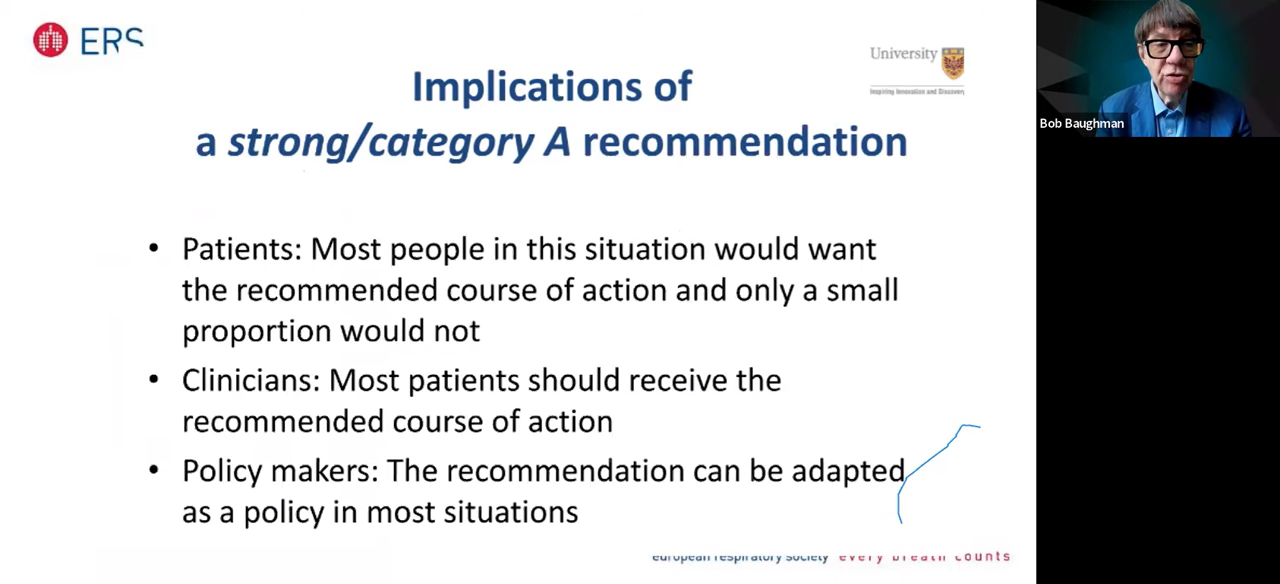 ERS
University
Inspiring Innovation and Discovery
Implications of
a strong/category A recommendation
• Patients: Most people in this situation would want
the recommended course of action and only a small
proportion would not
• Clinicians: Most patients should receive the
recommended course of action
• Policy makers: The recommendation can be adapted
as a policy in most situations
european respiratory society every breath counts
Bob Baughman